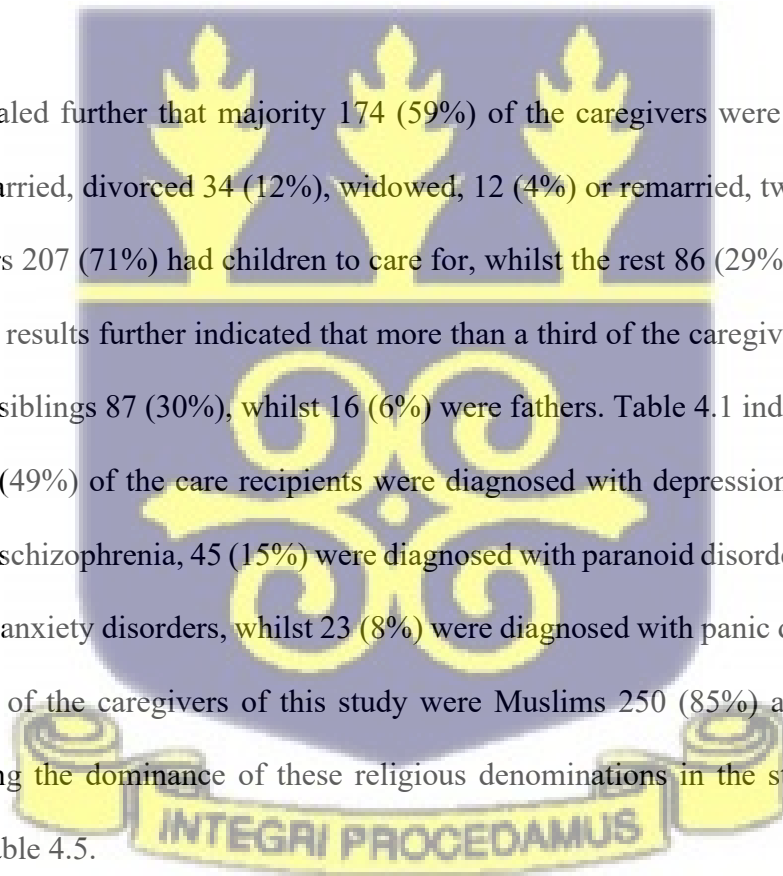 aled further that majority 174 (59%) of the caregivers were
rried, divorced 34 (12%), widowed, 12 (4%) or remarried, tw
rs 207 (71%) had children to care for, whilst the rest 86 (29%
results further indicated that more than a third of the caregiv
siblings 87 (30%), whilst 16 (6%) were fathers. Table 4.1 ind
(49%) of the care recipients were diagnosed with depression
schizophrenia, 45 (15%) were diagnosed with paranoid disord
anxiety disorders, whilst 23 (8%) were diagnosed with panic
of the caregivers of this study were Muslims 250 (85%) a
ng the dominance of these religious denominations in the s
ble 4.5.
INTEGRI PROCEDAMUS